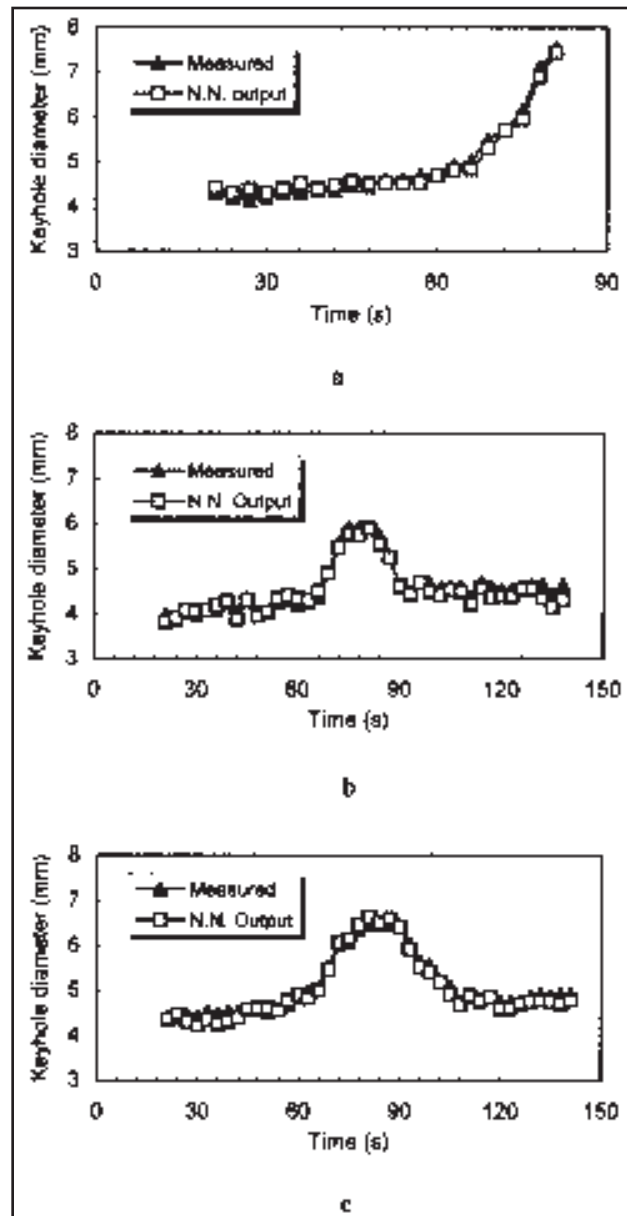 8
7
6
5
4
3
Keyhole diameter (mm)
Measured
N.N. output
0 30 60 90
Time (s)
a
8
7
6
5
4
3
Keyhole diameter (mm)
Measured
N.N. Output
0 30 60 90 120 150
Time (s)
b
8
7
6
5
4
3
Keyhole diameter (mm)
Measured
N.N. Output
0 30 60 90 120 150
Time (s)
c